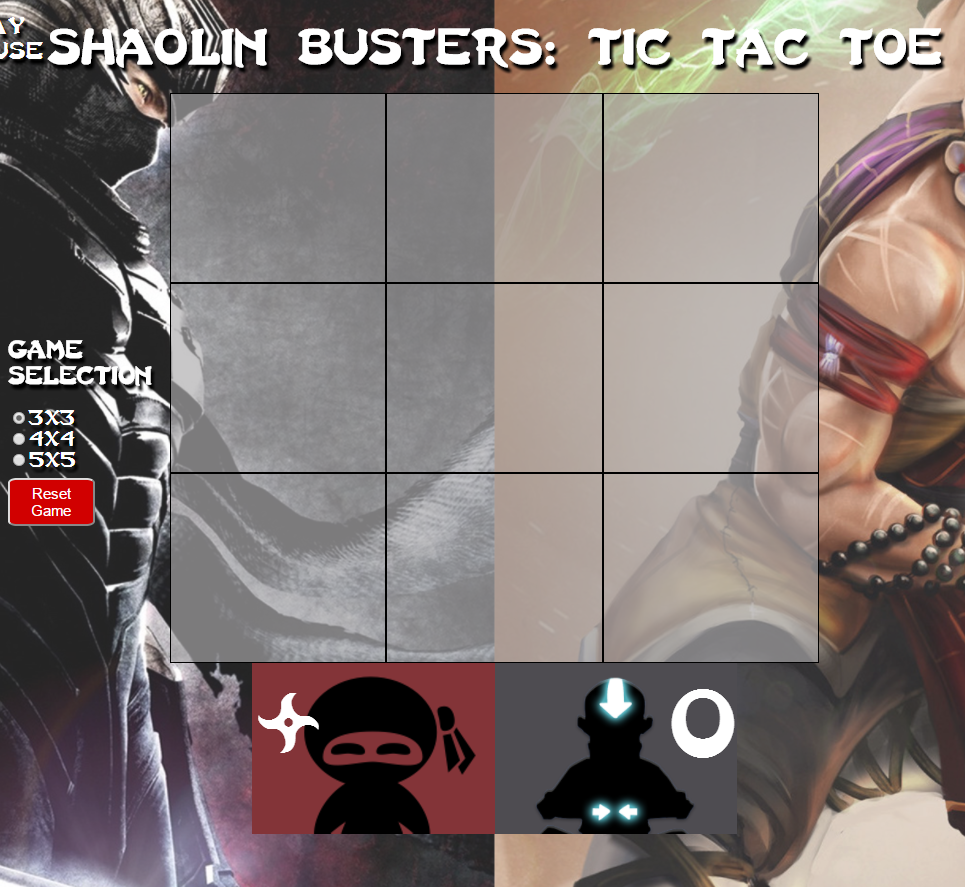 SHAOLIN BUSTERS: TIC TAC TOE
GAME
SELECTION
3X3
4X4
5X5
Reset
Game